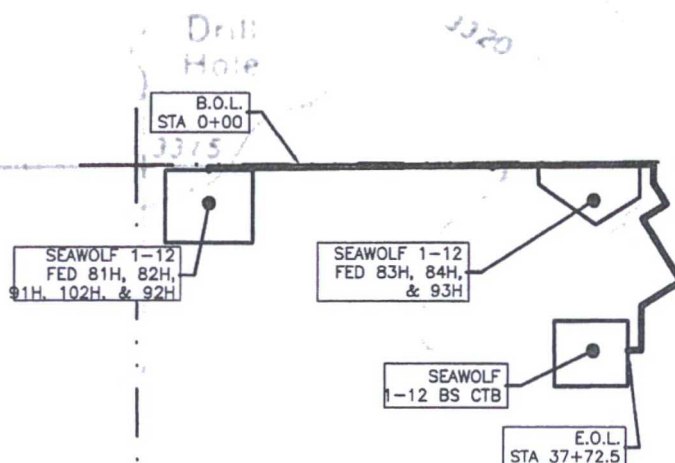 Drill
Hole
3320
B.O.L.
STA 0+00
3315
SEAWOLF 1-12
FED 81H, 82H,
91H, 102H, & 92H
SEAWOLF 1-12
FED 83H, 84H,
& 93H
SEAWOLF
1-12 BS CTB
E.O.L.
STA 37+72.5